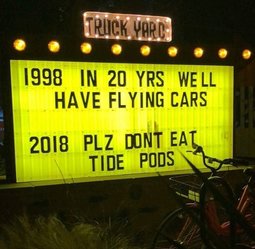 TRUCK YARD
1998 IN 20 YRS WELL
HAVE FLYING CARS
2018 PLZ DONT EAT
TIDE PODS